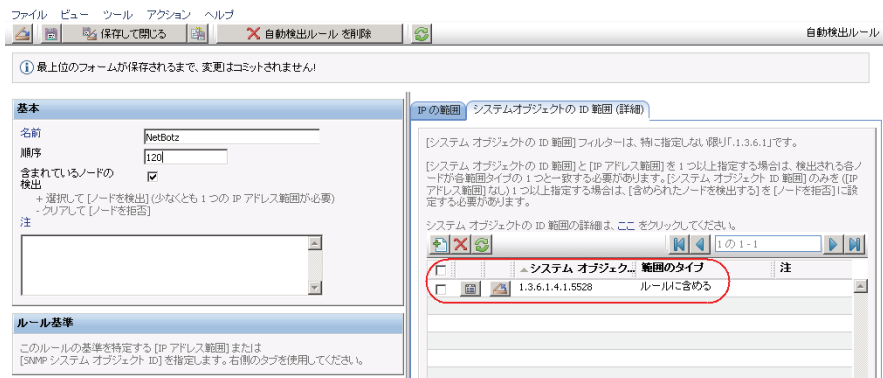 ファイル ビュー ツール アクション ヘルプ
保存して閉じる 自動検出ルール を削除 自動検出ルール
最上位のフォームが保存されるまで、変更はコミットされません!
基本
名前 NetBotz
順序 120
含まれているノードの
検出
+ 選択して [ノードを検出] (少なくとも 1 つの IP アドレス範囲が必要)
- クリアして [ノードを拒否]
注
ルール基準
このルールの基準を特定する [IP アドレス範囲] または
[SNMP システム オブジェクト ID] を指定します。右側のタブを使用してください。
IP の範囲 システムオブジェクトの ID 範囲 (詳細)
[システム オブジェクトの ID 範囲] フィルターは、特に指定しない限り「.1.3.6.1」です。
[システム オブジェクトの ID 範囲] と [IP アドレス範囲] を 1 つ以上指定する場合は、検出される各ノ
ードが各範囲タイプの 1 つと一致する必要があります。[システム オブジェクト ID 範囲] のみを ([IP
アドレス範囲] なし) 1 つ以上指定する場合は、[含められたノードを検出する] を [ノードを拒否] に設
定する必要があります。
システム オブジェクトの ID 範囲の詳細は、ここ をクリックしてください。
1 の 1 - 1
システム オブジェク... 範囲のタイプ 注
1.3.6.1.4.1.5528 ルールに含める